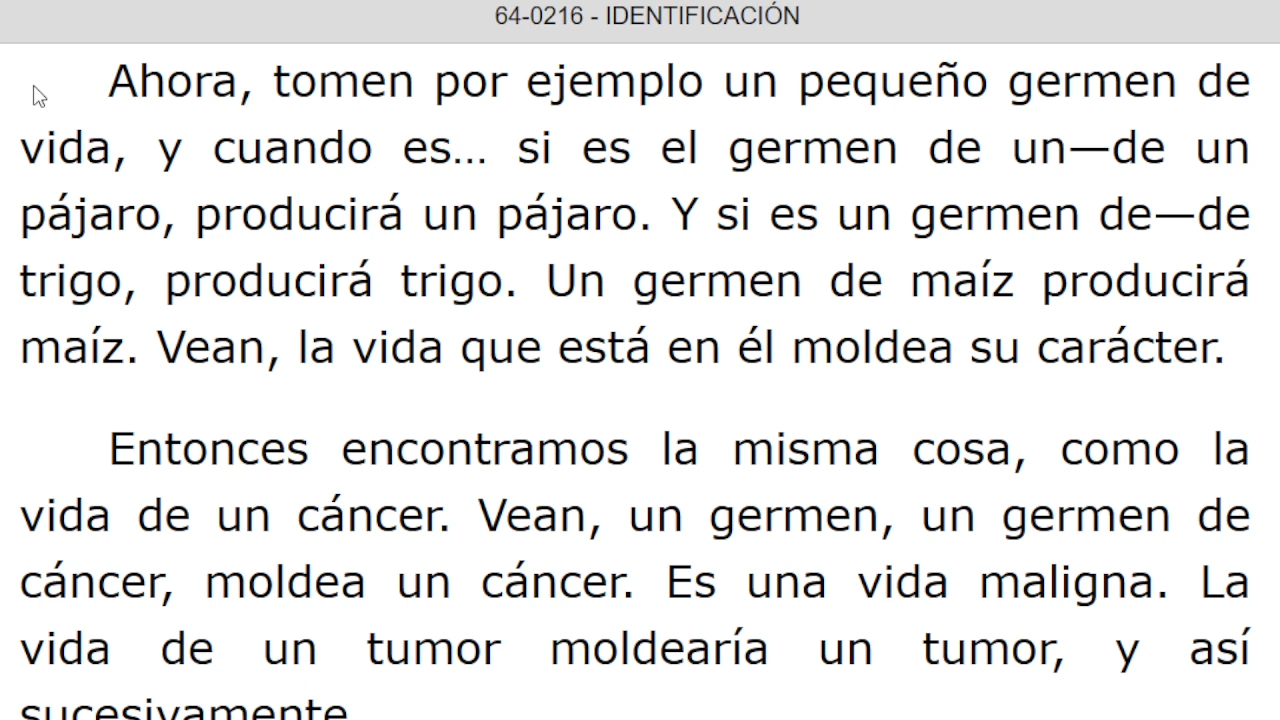 64-0216 - IDENTIFICACIÓN
Ahora, tomen por ejemplo un pequeño germen de
vida, y cuando es... si es el germen de un—de un
pájaro, producirá un pájaro. Y si es un germen de—de
trigo, producirá trigo. Un germen de maíz producirá
maíz. Vean, la vida que está en él moldea su carácter.
Entonces encontramos la misma cosa, como la
vida de un cáncer. Vean, un germen, un germen de
cáncer, moldea un cáncer. Es una vida maligna. La
vida de un tumor moldearía un tumor, y así
sucesivamente